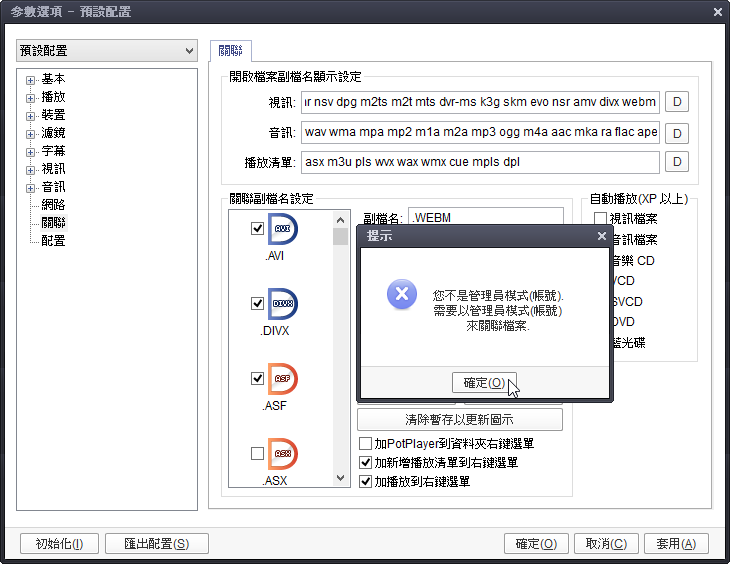 參數選項 - 預設配置
預設配置
基本
播放
裝置
濾鏡
字幕
視訊
音訊
網路
關聯
配置
關聯
開啟檔案副檔名顯示設定
視訊:
nsv dpg m2ts m2t mts dvr-ms k3g skm evo nsr amv divx webm
D
音訊:
wav wma mpa mp2 m1a m2a mp3 ogg m4a aac mka ra flac ape
D
播放清單:
asx m3u pls wvx wax wmx cue mpls dpl
D
關聯副檔名設定
AVI
.AVI
DIVX
.DIVX
ASF
.ASF
ASX
.ASX
副檔名:
.WEBM
自動播放(XP 以上)
視訊檔案
音訊檔案
音樂 CD
VCD
SVCD
DVD
藍光碟
提示
您不是管理員模式(帳號).
需要以管理員模式(帳號)
來關聯檔案.
確定(O)
清除暫存以更新圖示
加PotPlayer到資料夾右鍵選單
加新增播放清單到右鍵選單
加播放到右鍵選單
初始化(I)
匯出配置(S)
確定(O)
取消(C)
套用(A)